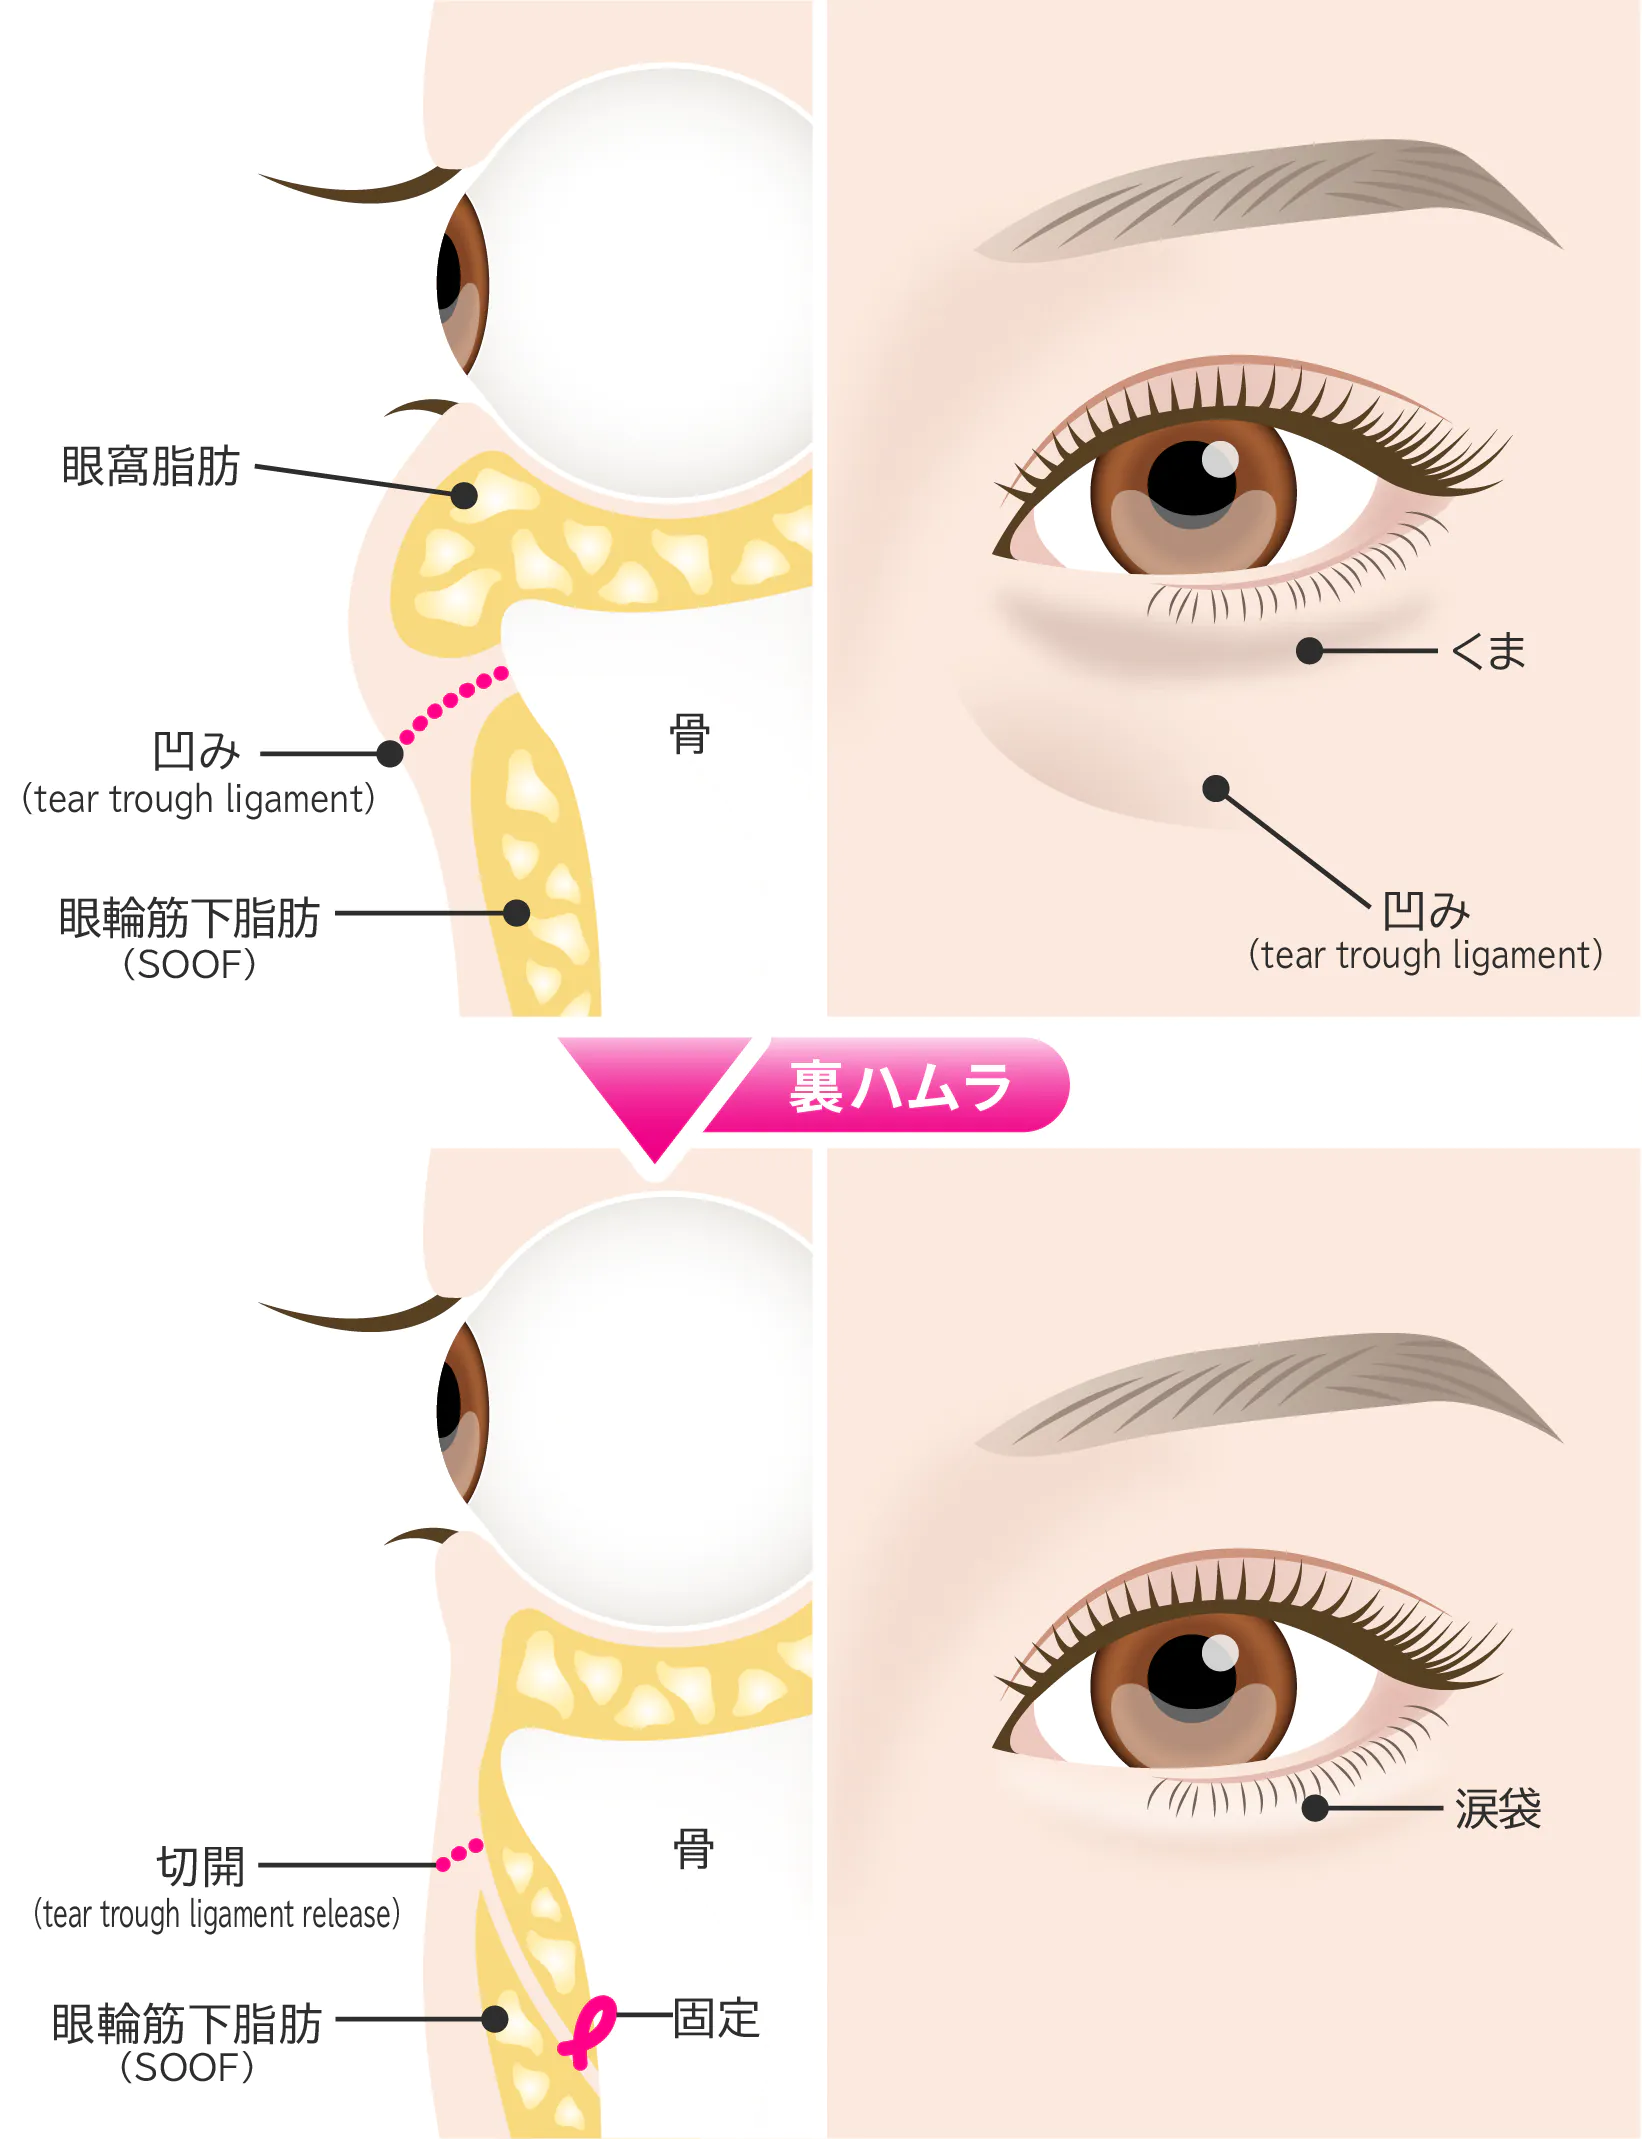 眼窩脂肪
骨
凹み
（tear trough ligament）
眼輪筋下脂肪
（SOOF）
くま
凹み
（tear trough ligament）
裏ハムラ
骨
切開
（tear trough ligament release）
眼輪筋下脂肪
（SOOF）
固定
涙袋